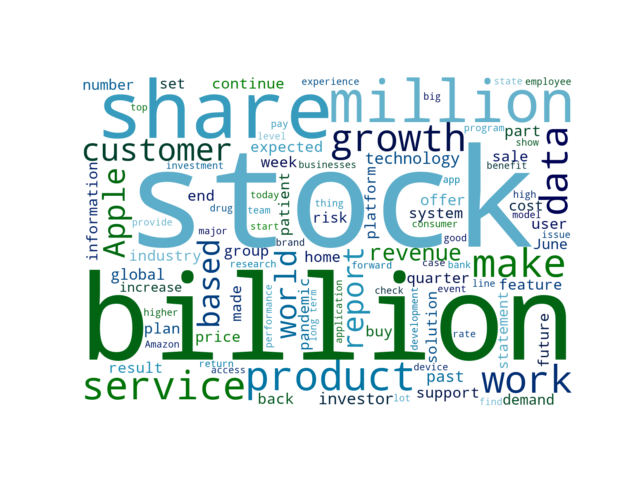 number
set
continue
experience
state
employee
share
million
top
pay
big
program
part
show
level
growth
customer
expected
week
businesses
technology
sale
benefit
data
information
Apple
investment
stock
patient
platform
app
end
today
thing
offer
high
cost
model
provide
drug
team
start
risk
system
consumer
user
issue
major
brand
good
June
industry
based
group
world
home
report
revenue
make
global
research
forward
case
bank
increase
quarter
line
feature
billion
higher
made
performance
pandemic
long term
application
check
event
development
solution
statement
future
plan
price
buy
rate
Amazon
result
return
access
device
service
product
past
work
support
back
investor
lot
find
demand